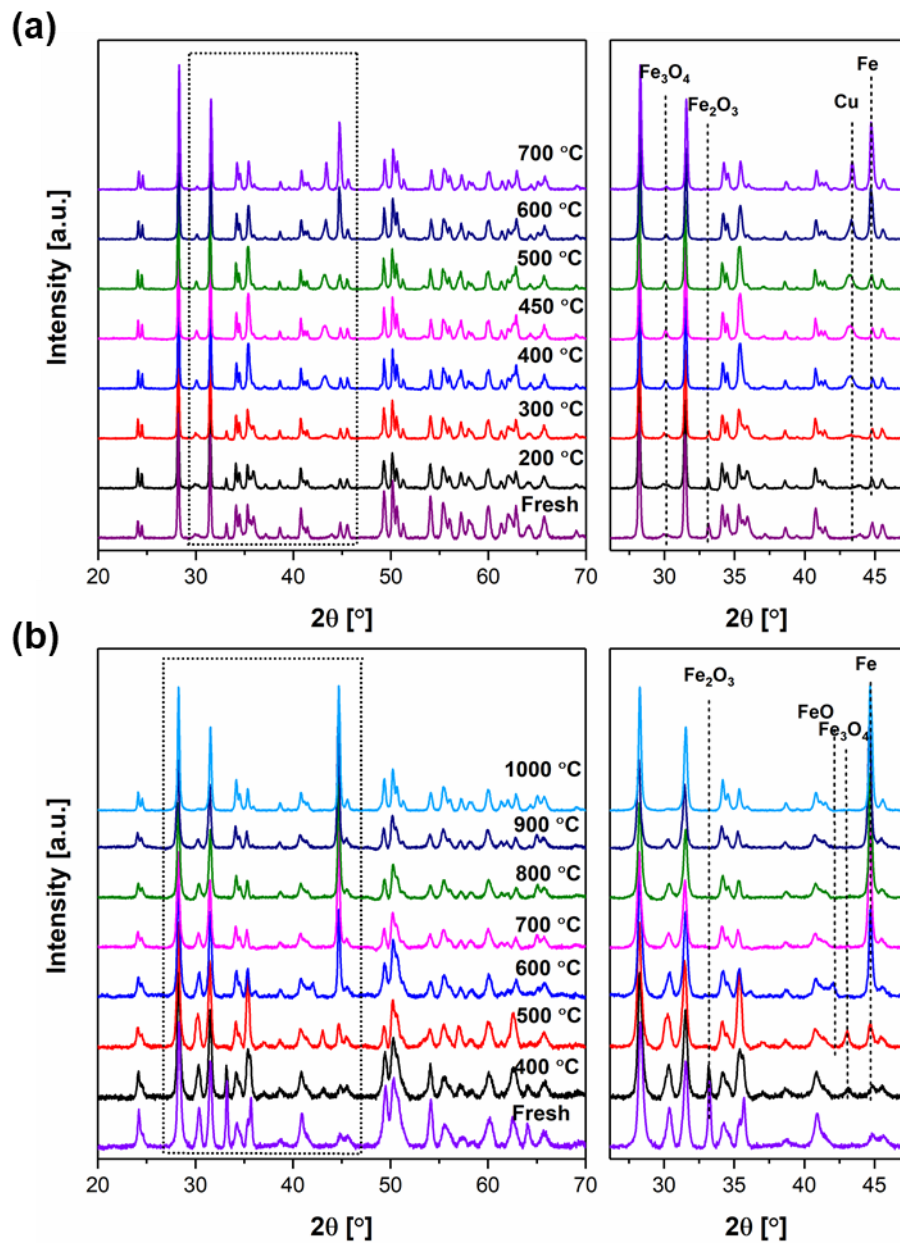 (a)
Intensity [a.u.]
700 °C
600 °C
500 °C
450 °C
400 °C
300 °C
200 °C
Fresh
20 30 40 50 60 70
2θ [°]
Fe₃O₄
Fe₂O₃
Cu
Fe
30 35 40 45
2θ [°]
(b)
Intensity [a.u.]
1000 °C
900 °C
800 °C
700 °C
600 °C
500 °C
400 °C
Fresh
20 30 40 50 60 70
2θ [°]
Fe₂O₃
FeO
Fe₃O₄
Fe
30 35 40 45
2θ [°]